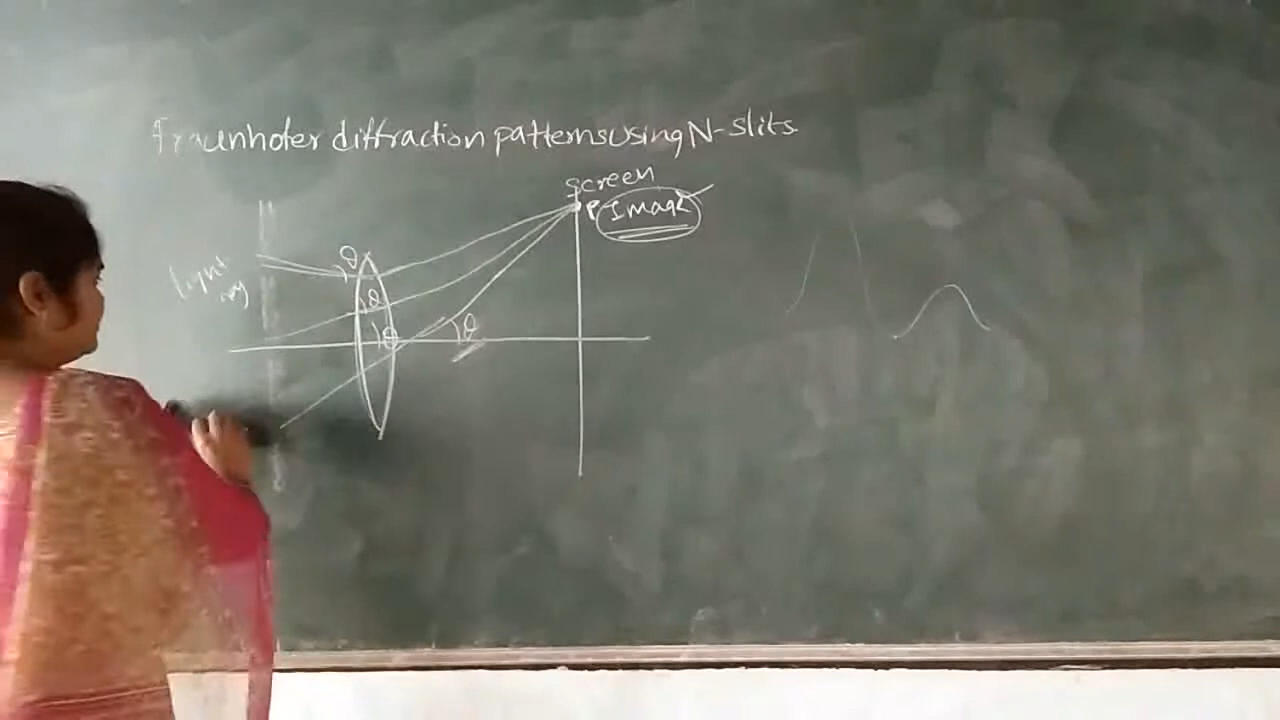 Fraunhofer diffraction patterns using N-slits
Screen
P Image
θ
light
ray
θ
θ
θ